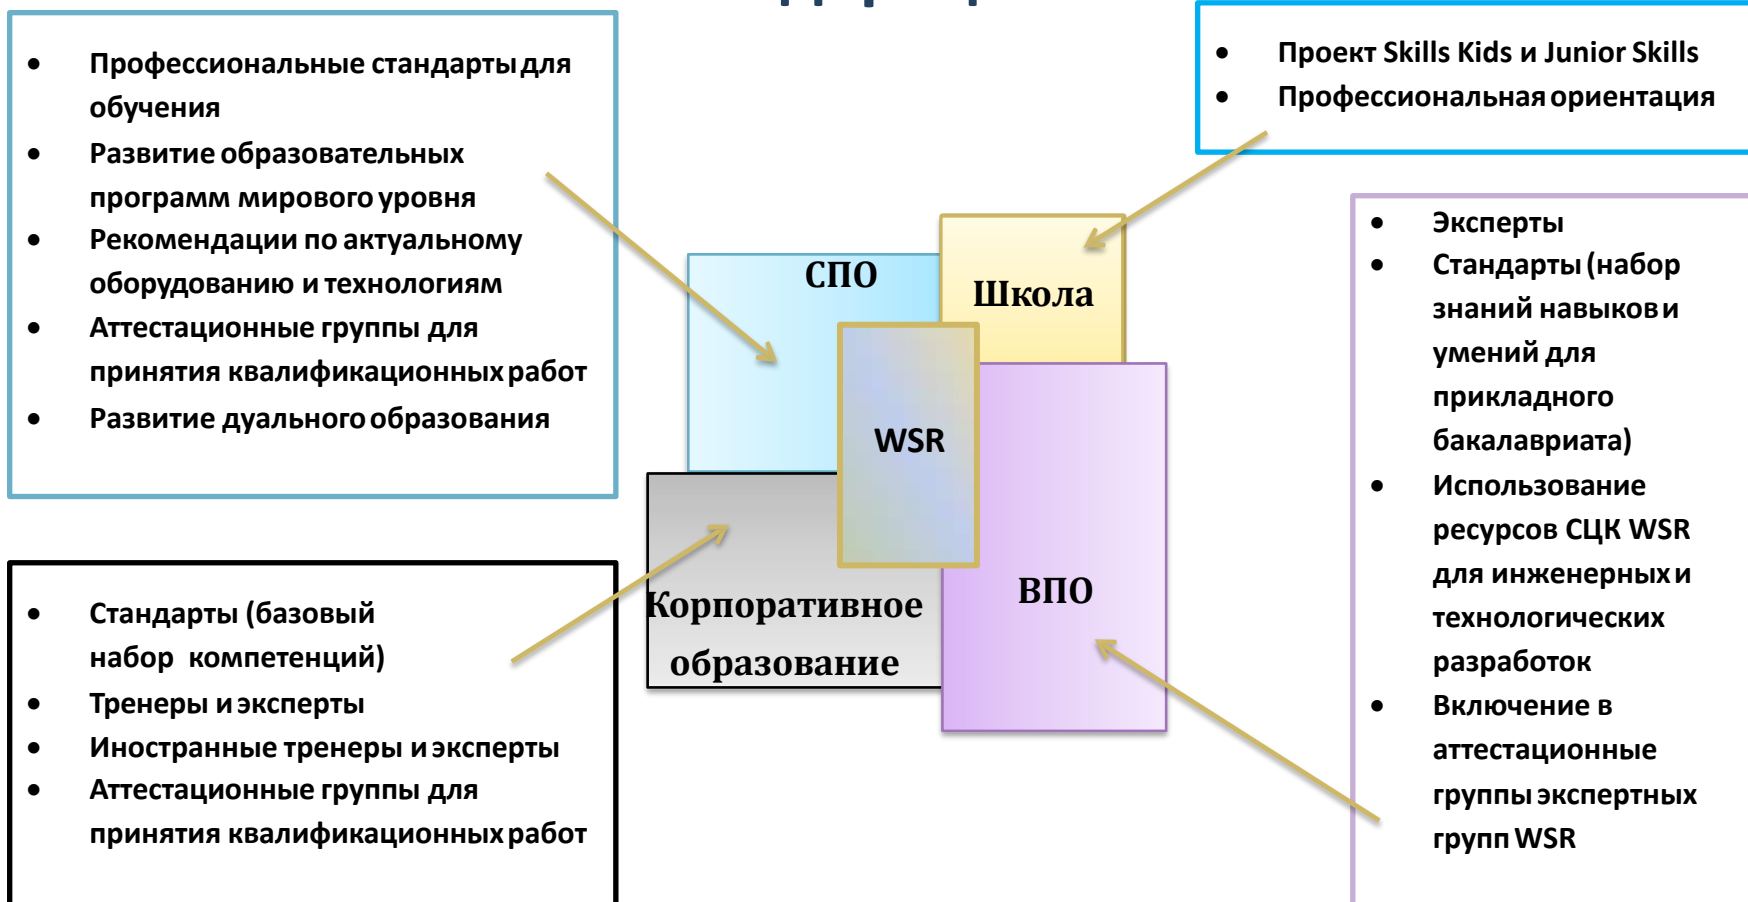 • Профессиональные стандарты для
обучения
• Развитие образовательных
программ мирового уровня
• Рекомендации по актуальному
оборудованию и технологиям
• Аттестационные группы для
принятия квалификационных работ
• Развитие дуального образования
• Проект Skills Kids и Junior Skills
• Профессиональная ориентация
СПО
Школа
WSR
Корпоративное
образование
ВПО
• Стандарты (базовый
набор компетенций)
• Тренеры и эксперты
• Иностранные тренеры и эксперты
• Аттестационные группы для
принятия квалификационных работ
• Эксперты
• Стандарты (набор
знаний навыков и
умений для
прикладного
бакалавриата)
• Использование
ресурсов СЦК WSR
для инженерных и
технологических
разработок
• Включение в
аттестационные
группы экспертных
групп WSR